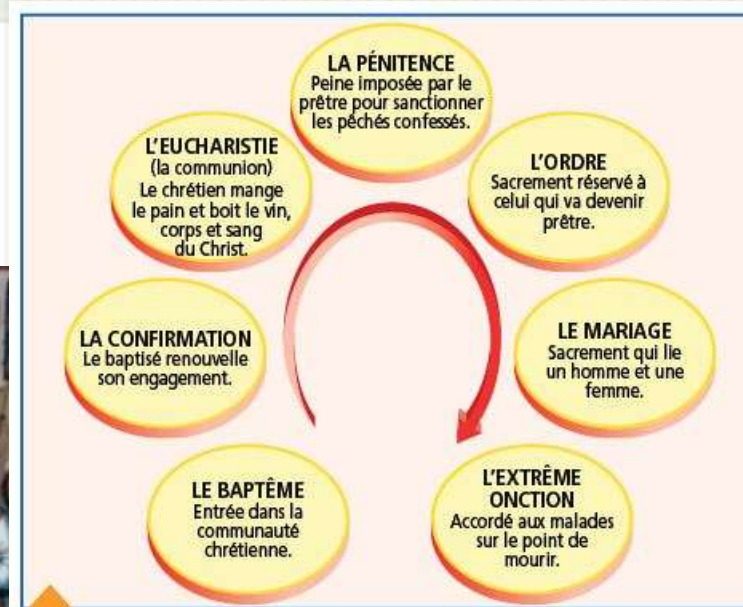 LA PÉNITENCE
Peine imposée par le
prêtre pour sanctionner
les péchés confessés.
L'EUCHARISTIE
(la communion)
Le chrétien mange
le pain et boit le vin,
corps et sang
du Christ.
L'ORDRE
Sacrement réservé à
celui qui va devenir
prêtre.
LA CONFIRMATION
Le baptisé renouvelle
son engagement.
LE MARIAGE
Sacrement qui lie
un homme et une
femme.
LE BAPTÊME
Entrée dans la
communauté
chrétienne.
L'EXTRÊME
ONCTION
Accordé aux malades
sur le point de
mourir.